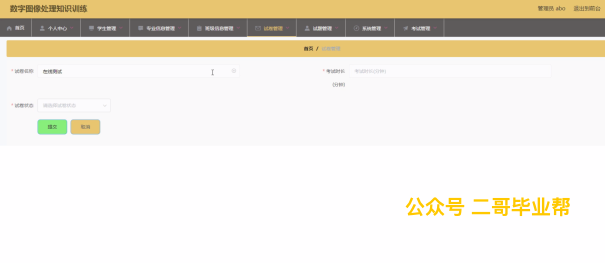 数字图像处理知识训练
管理员 abo 退出到前台
首页 个人中心 学生管理 专业信息管理 班级信息管理 试卷管理 试题管理 系统管理 考试管理
首页 / 试卷管理
* 试卷名称 在线测试 * 考试时长 考试时长(分钟)
(分钟)
* 试卷状态 请选择试卷状态
提交 取消
公众号 二哥毕业帮